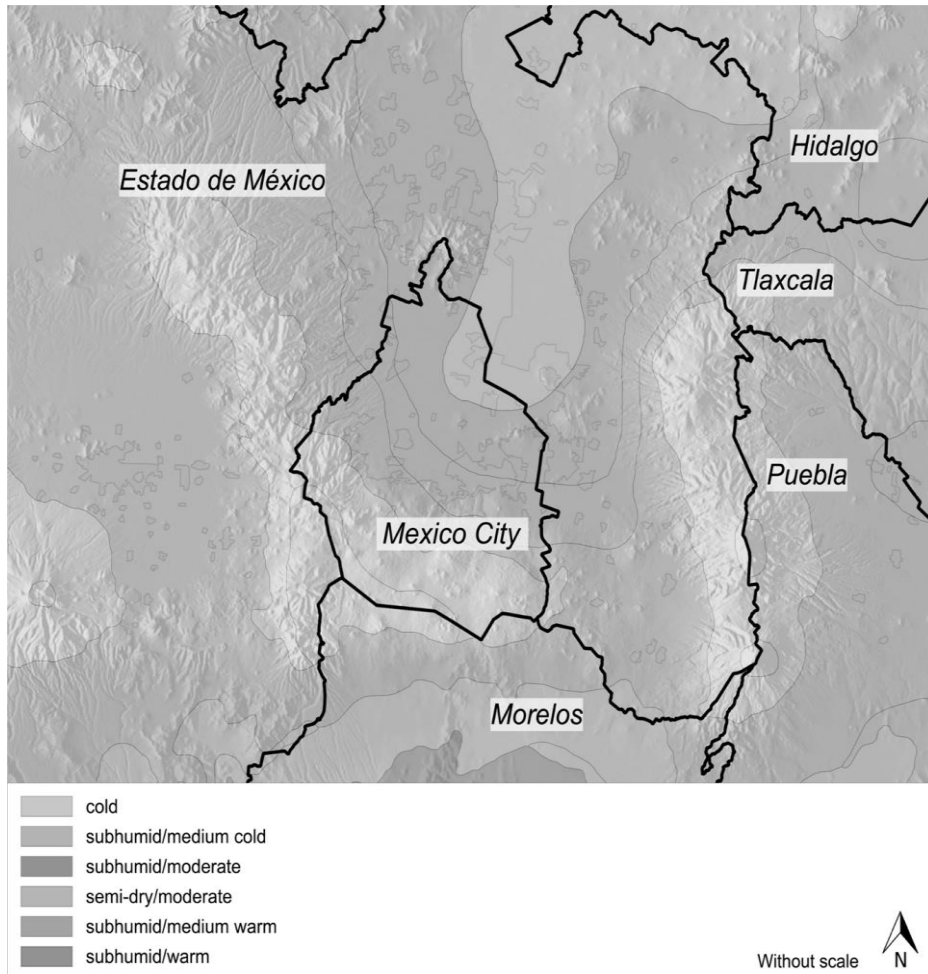 Hidalgo
Estado de México
Tlaxcala
Puebla
Mexico City
Morelos
cold
subhumid/medium cold
subhumid/moderate
semi-dry/moderate
subhumid/medium warm
subhumid/warm
Without scale
N